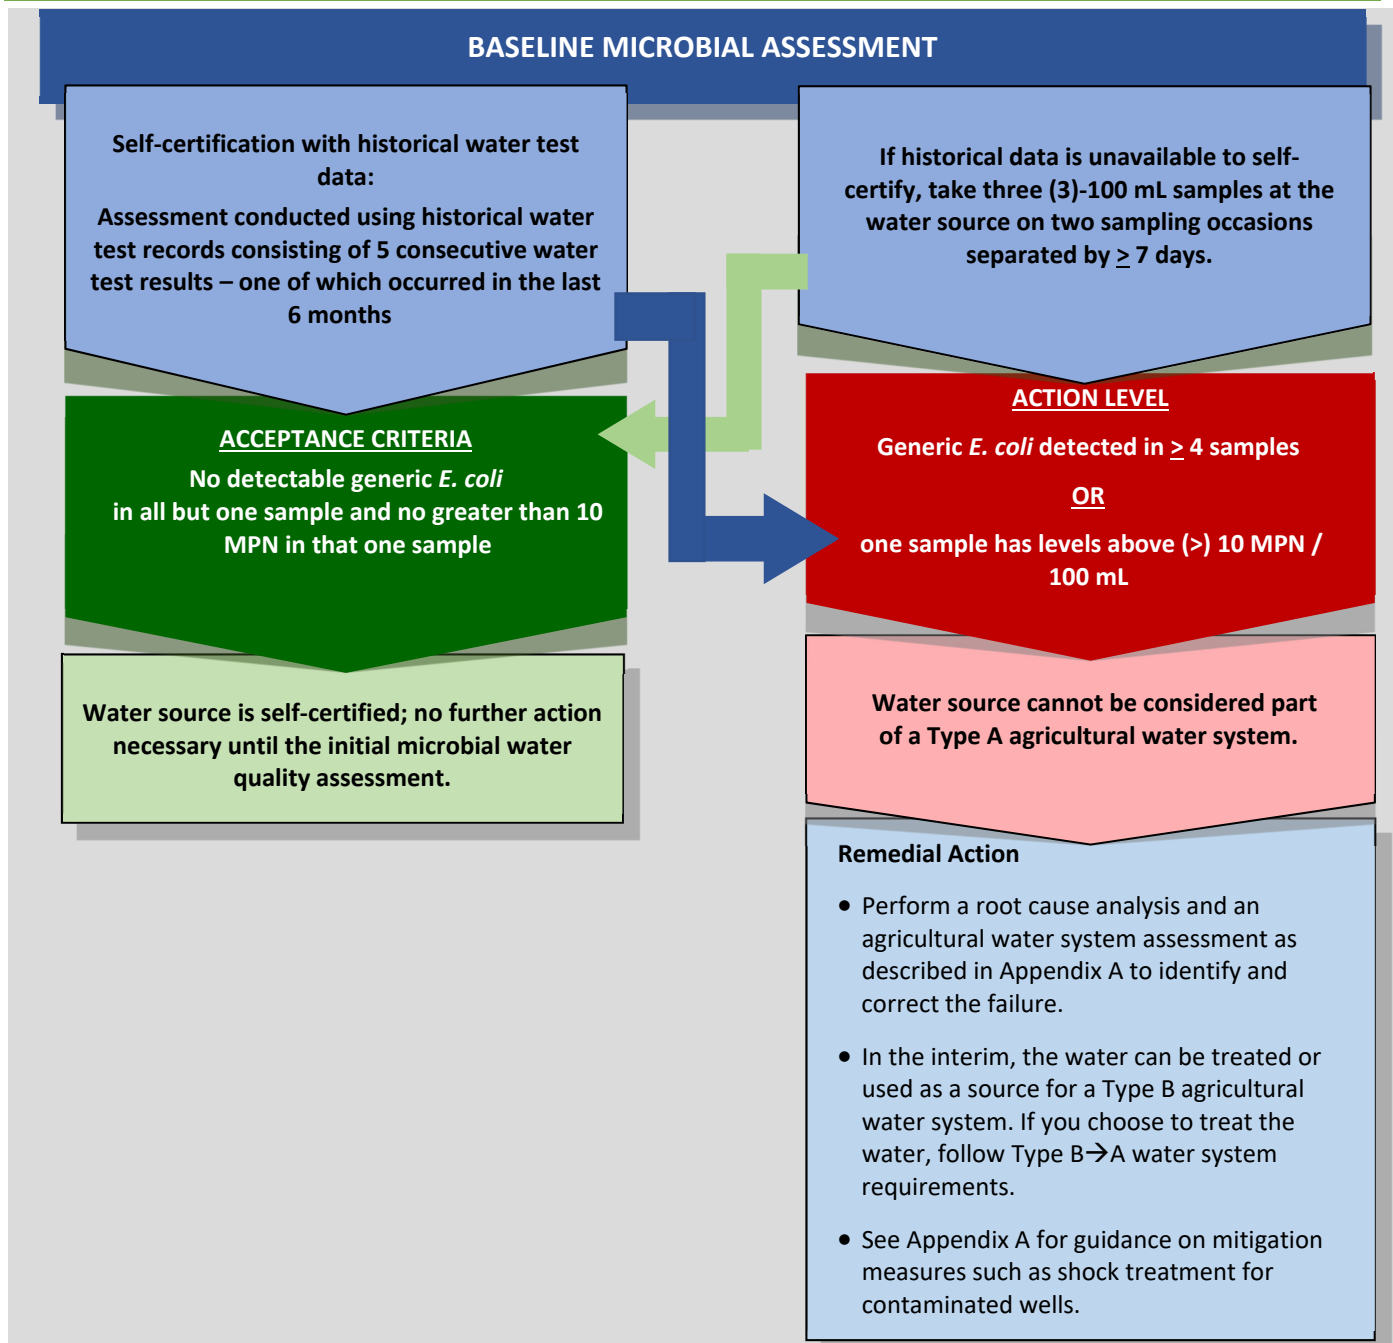 BASELINE MICROBIAL ASSESSMENT
Self-certification with historical water test
data:
Assessment conducted using historical water
test records consisting of 5 consecutive water
test results – one of which occurred in the last
6 months
If historical data is unavailable to self-
certify, take three (3)-100 mL samples at the
water source on two sampling occasions
separated by > 7 days.
ACCEPTANCE CRITERIA
No detectable generic E. coli
in all but one sample and no greater than 10
MPN in that one sample
ACTION LEVEL
Generic E. coli detected in > 4 samples
OR
one sample has levels above (>) 10 MPN /
100 mL
Water source is self-certified; no further action
necessary until the initial microbial water
quality assessment.
Water source cannot be considered part
of a Type A agricultural water system.
Remedial Action
• Perform a root cause analysis and an
agricultural water system assessment as
described in Appendix A to identify and
correct the failure.
• In the interim, the water can be treated or
used as a source for a Type B agricultural
water system. If you choose to treat the
water, follow Type B→A water system
requirements.
• See Appendix A for guidance on mitigation
measures such as shock treatment for
contaminated wells.